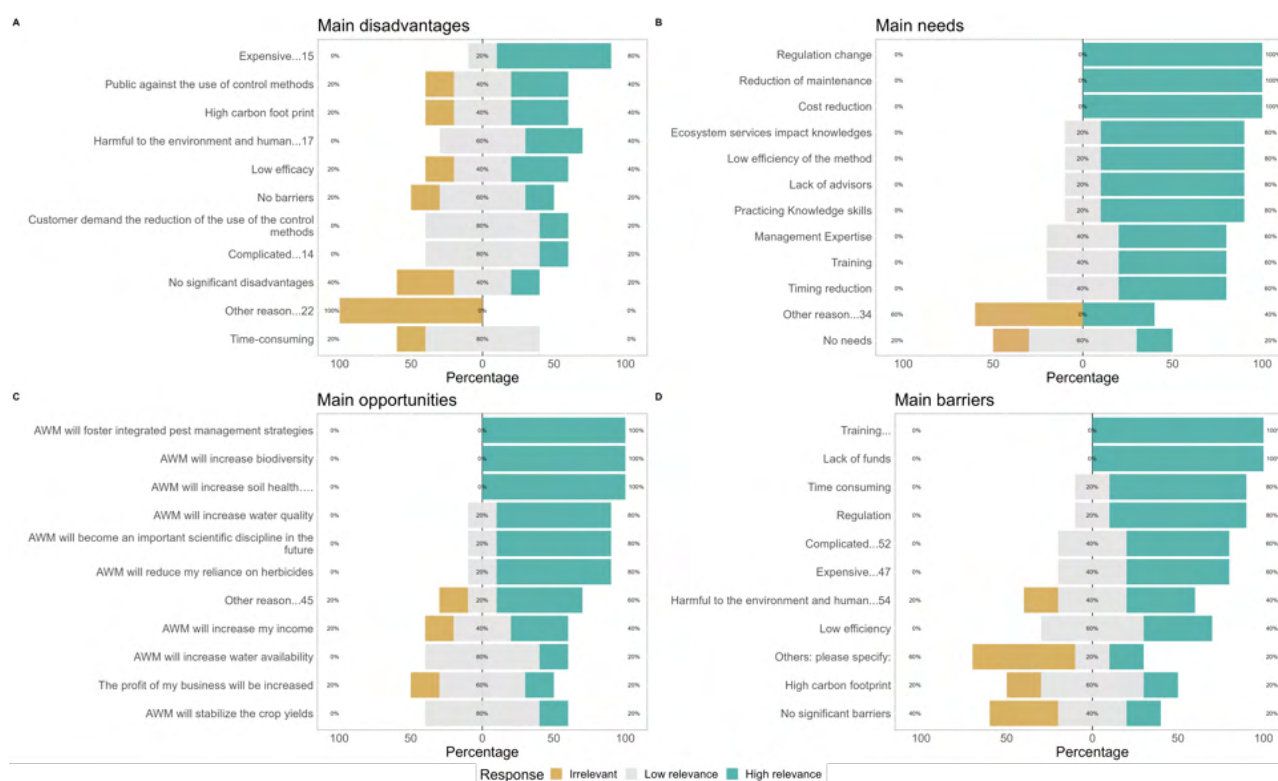 A
Main disadvantages
Expensive...15 0% 20% 80%
Public against the use of control methods 20% 40% 40%
High carbon foot print 20% 40% 40%
Harmful to the environment and human...17 0% 60% 40%
Low efficacy 20% 40% 40%
No barriers 20% 60% 20%
Customer demand the reduction of the use of the control
methods 0% 80% 20%
Complicated...14 0% 80% 20%
No significant disadvantages 40% 40% 20%
Other reason...22 100% 0% 0%
Time-consuming 20% 80% 0%
100 50 0 50 100
Percentage
B
Main needs
Regulation change 0% 0% 100%
Reduction of maintenance 0% 0% 100%
Cost reduction 0% 0% 100%
Ecosystem services impact knowledges 0% 20% 80%
Low efficiency of the method 0% 20% 80%
Lack of advisors 0% 20% 80%
Practicing Knowledge skills 0% 20% 80%
Management Expertise 0% 40% 60%
Training 0% 40% 60%
Timing reduction 0% 40% 60%
Other reason...34 60% 0% 40%
No needs 20% 60% 20%
100 50 0 50 100
Percentage
C
Main opportunities
AWM will foster integrated pest management strategies 0% 0% 100%
AWM will increase biodiversity 0% 0% 100%
AWM will increase soil health.... 0% 0% 100%
AWM will increase water quality 0% 20% 80%
AWM will become an important scientific discipline in the
future 0% 20% 80%
AWM will reduce my reliance on herbicides 0% 20% 80%
Other reason...45 20% 20% 60%
AWM will increase my income 20% 40% 40%
AWM will increase water availability 0% 80% 20%
The profit of my business will be increased 20% 60% 20%
AWM will stabilize the crop yields 0% 80% 20%
100 50 0 50 100
Percentage
D
Main barriers
Training... 0% 0% 100%
Lack of funds 0% 0% 100%
Time consuming 0% 20% 80%
Regulation 0% 20% 80%
Complicated...52 0% 40% 60%
Expensive...47 0% 40% 60%
Harmful to the environment and human...54 20% 40% 40%
Low efficiency 0% 60% 40%
Others: please specify: 60% 20% 20%
High carbon footprint 20% 60% 20%
No significant barriers 40% 40% 20%
100 50 0 50 100
Percentage
Response Irrelevant Low relevance High relevance